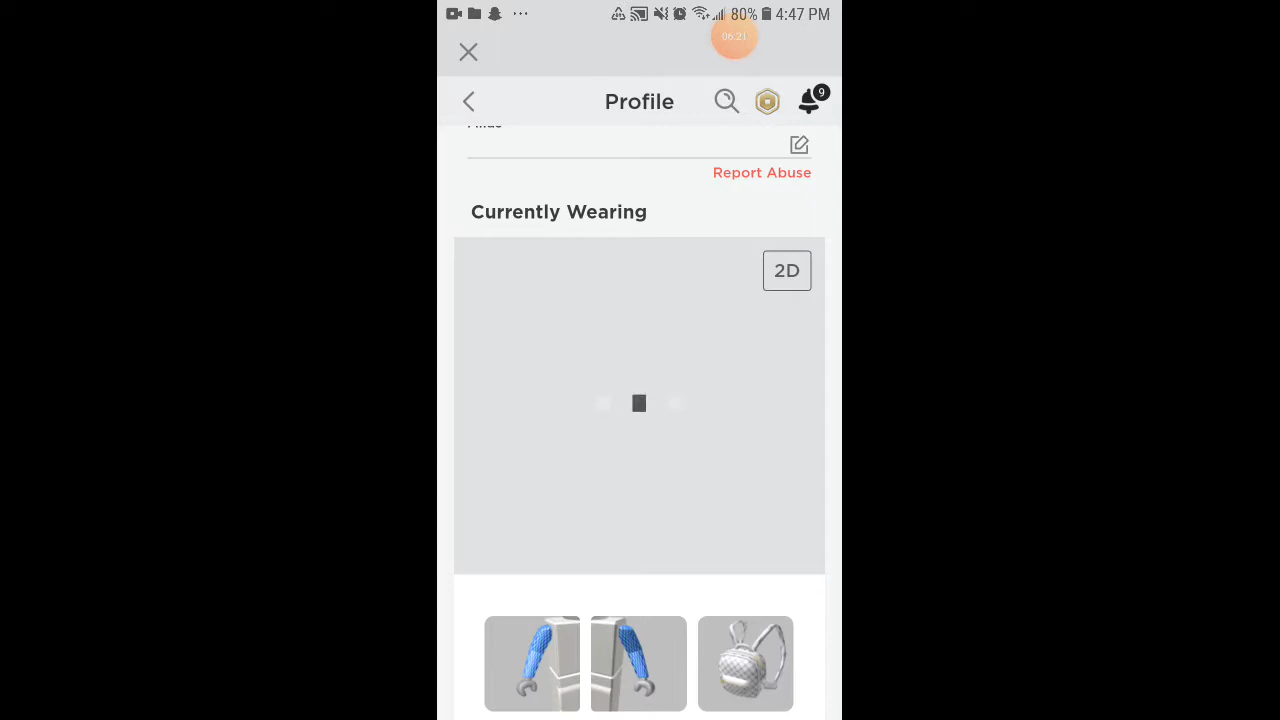 80% 4:47 PM
06:21
Profile
9
Report Abuse
Currently Wearing
2D